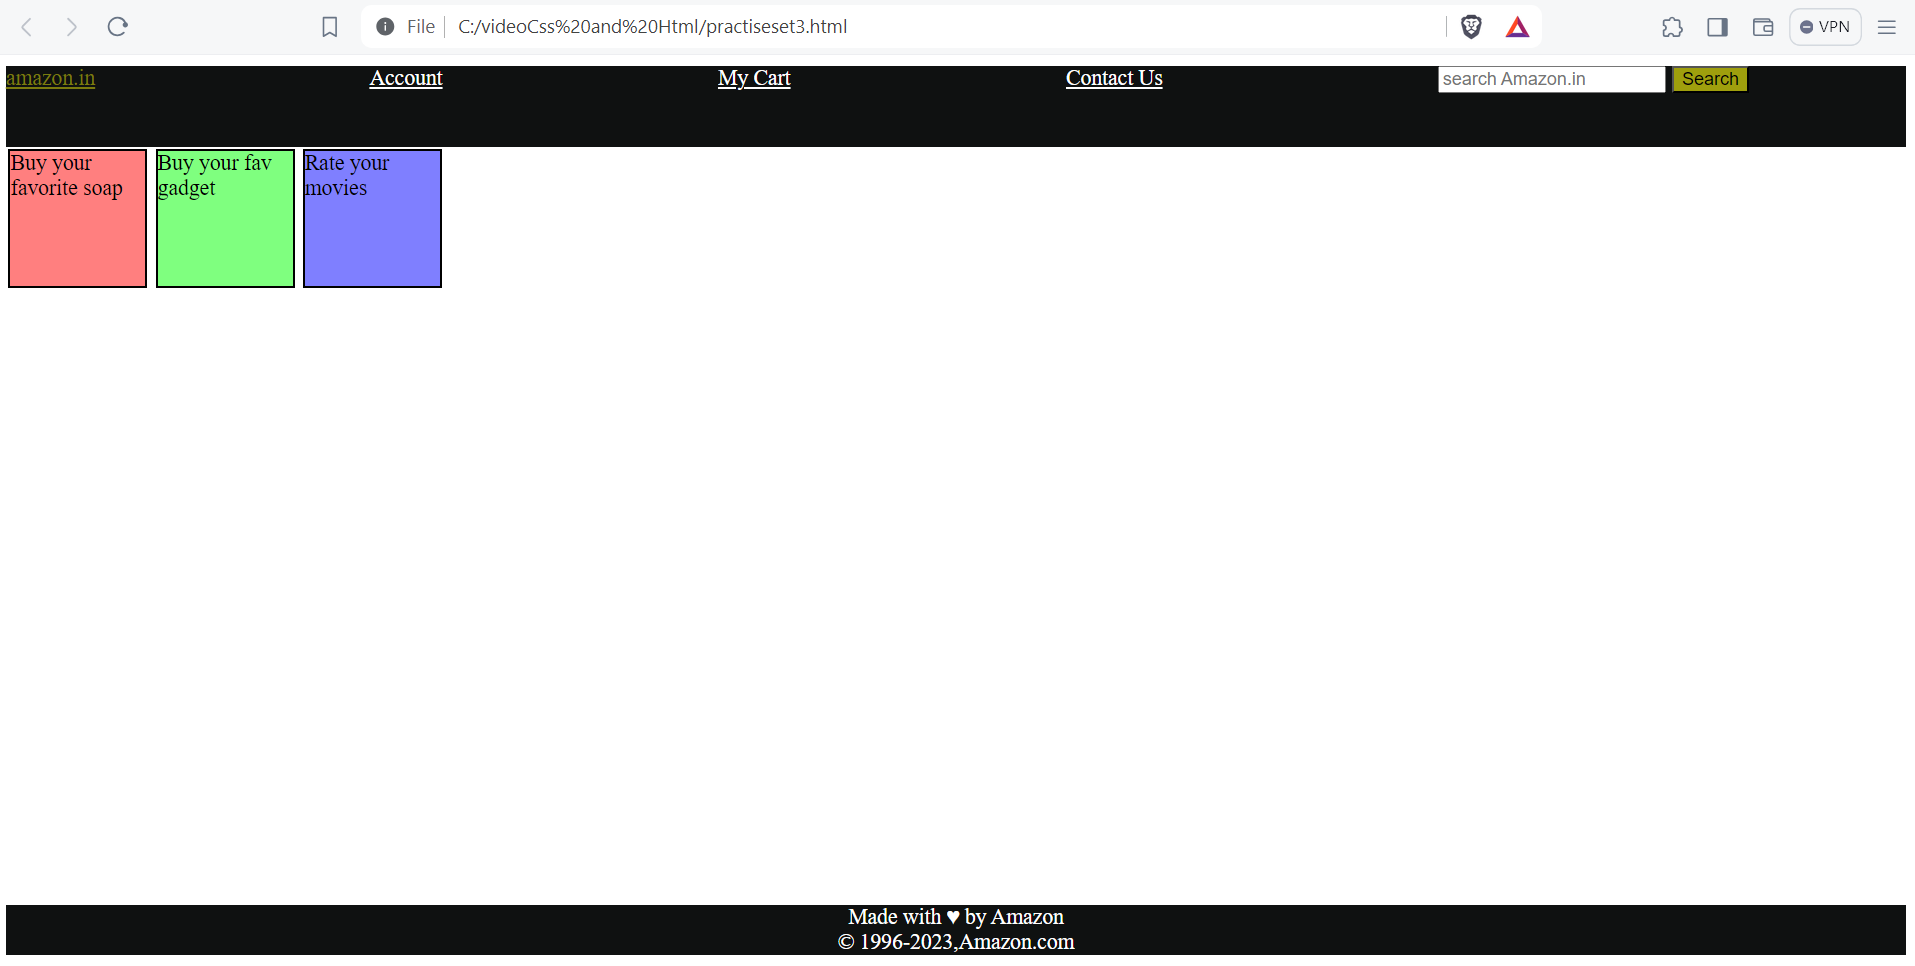 File C:/videoCss%20and%20Html/practiseset3.html VPN
amazon.in Account My Cart Contact Us search Amazon.in Search
Buy your
favorite soap
Buy your fav
gadget
Rate your
movies
Made with ♥ by Amazon
© 1996-2023,Amazon.com